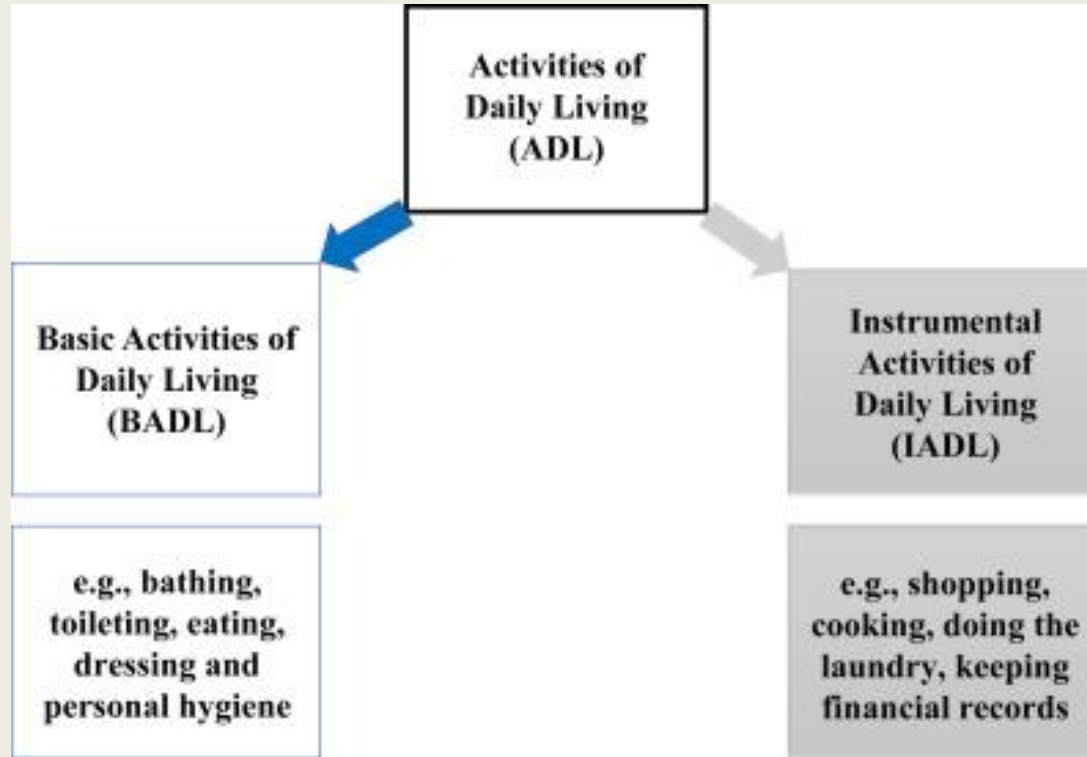 Activities of
Daily Living
(ADL)
Basic Activities of
Daily Living
(BADL)
Instrumental
Activities of
Daily Living
(IADL)
e.g., bathing,
toileting, eating,
dressing and
personal hygiene
e.g., shopping,
cooking, doing the
laundry, keeping
financial records